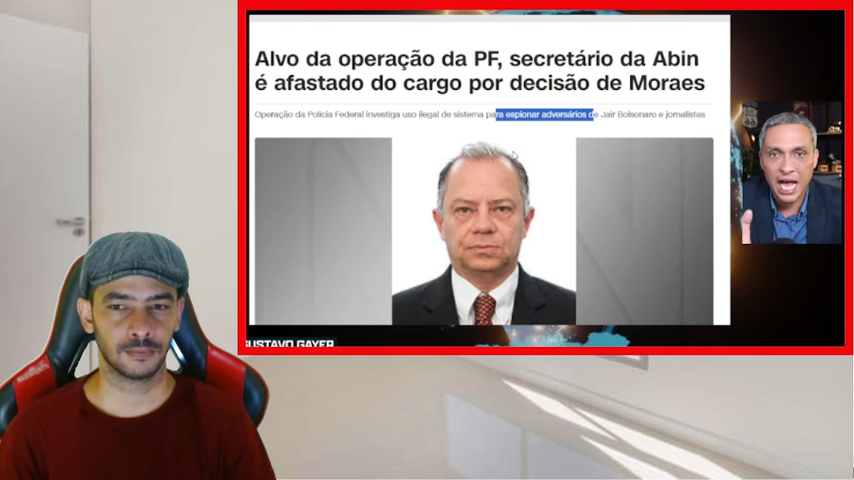 Alvo da operação da PF, secretário da Abin
é afastado do cargo por decisão de Moraes
Operação da Polícia Federal investiga uso ilegal de sistema para espionar adversários de Jair Bolsonaro e jornalistas
GUSTAVO GAYER